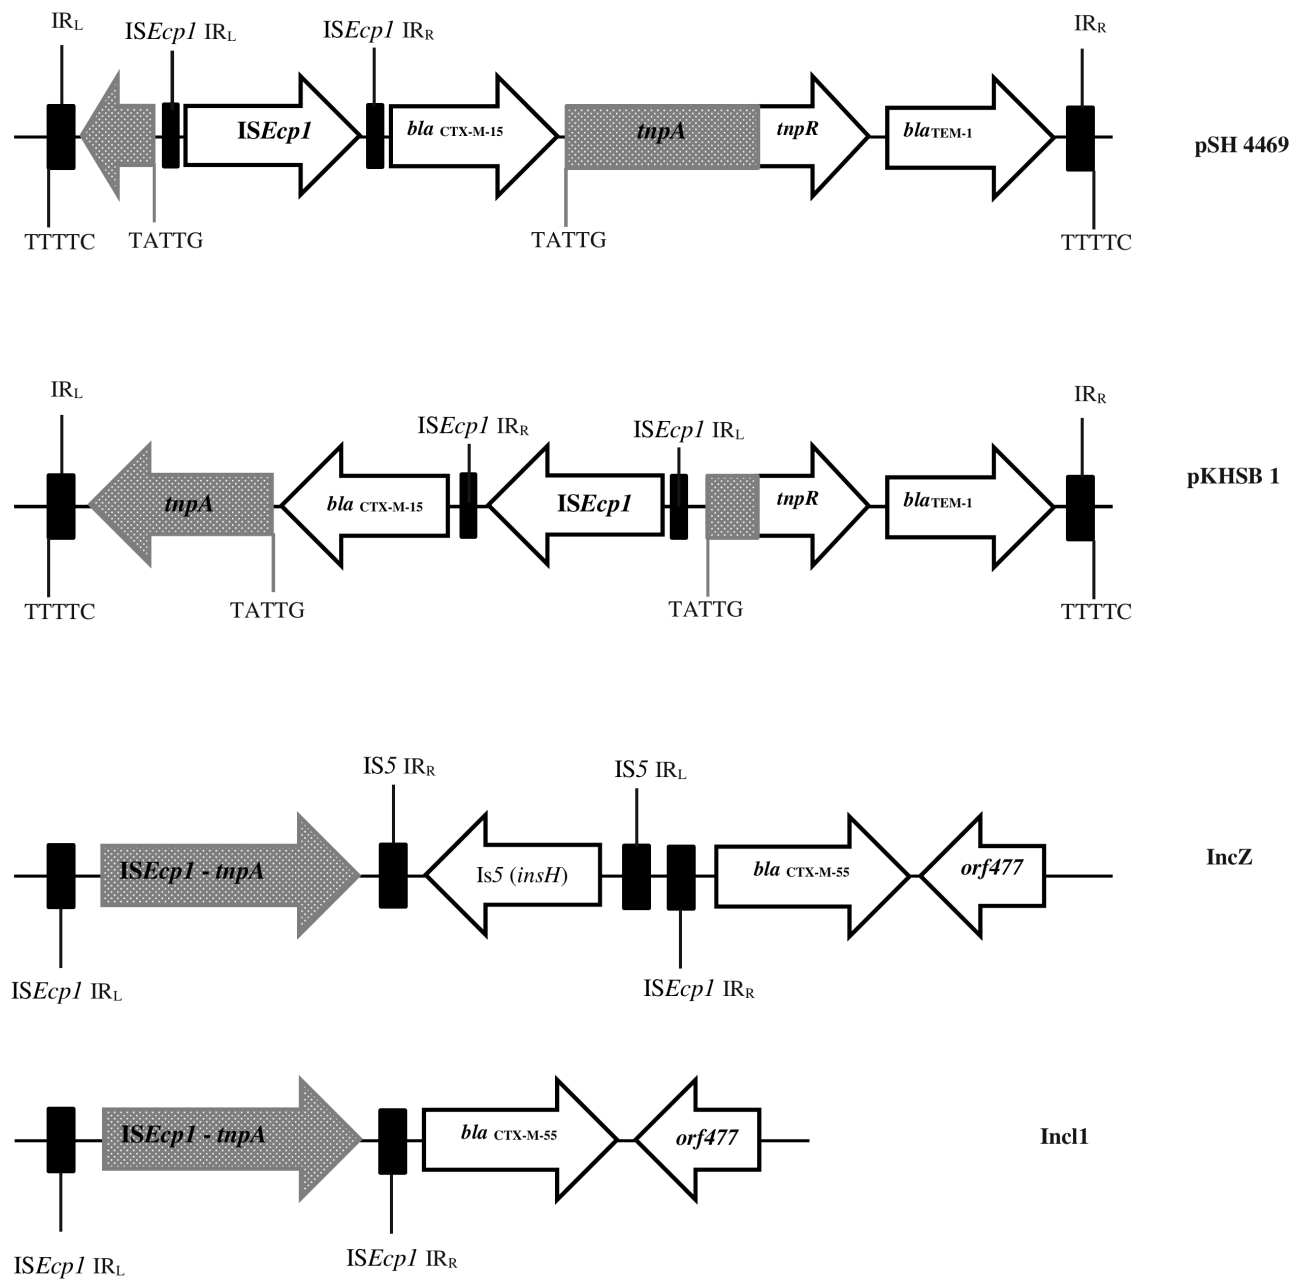 IRL ISEcp1 IRL ISEcp1 IRR IRR
ISEcp1 bla CTX-M-15 tnpA tnpR blaTEM-1 pSH 4469
TTTTC TATTG TATTG TTTTC
IRL ISEcp1 IRR ISEcp1 IRL IRR
tnpA bla CTX-M-15 ISEcp1 tnpR blaTEM-1 pKHSB 1
TTTTC TATTG TATTG TTTTC
IS5 IRR IS5 IRL
ISEcp1 - tnpA Is5 (insH) bla CTX-M-55 orf477 IncZ
ISEcp1 IRL ISEcp1 IRR
ISEcp1 - tnpA bla CTX-M-55 orf477 Incl1
ISEcp1 IRL ISEcp1 IRR